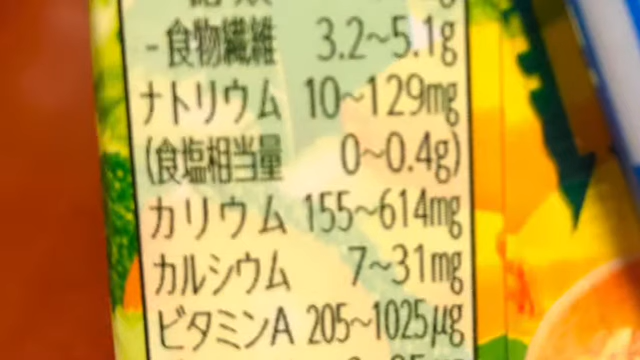 -食物繊維 3.2~5.1g
ナトリウム 10~129mg
(食塩相当量 0~0.4g)
カリウム 155~614mg
カルシウム 7~31mg
ビタミンA 205~1025μg